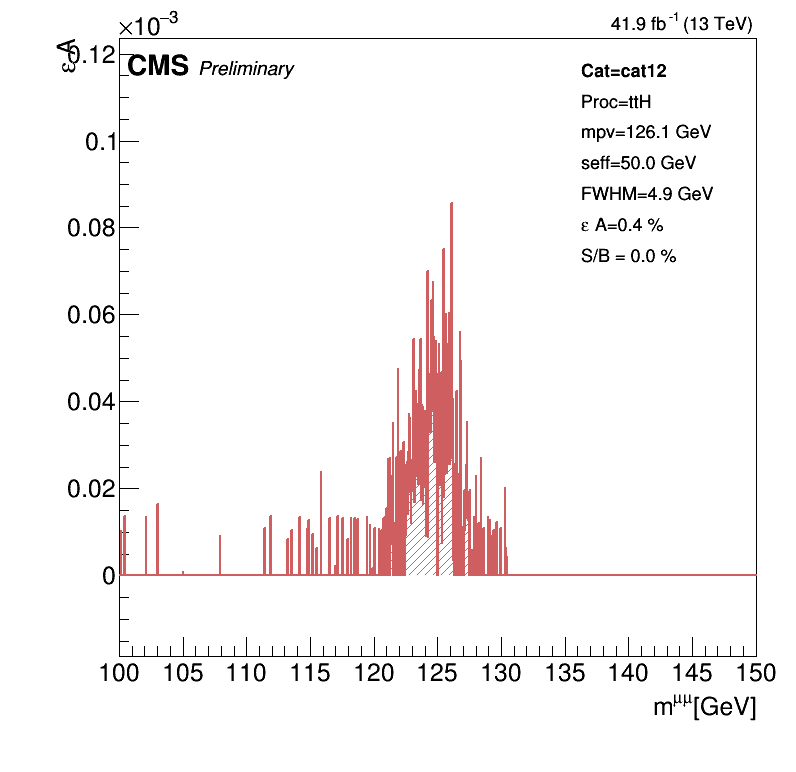 ×10⁻³
41.9 fb⁻¹ (13 TeV)
ε A
CMS Preliminary
Cat=cat12
Proc=ttH
mpv=126.1 GeV
seff=50.0 GeV
FWHM=4.9 GeV
ε A=0.4 %
S/B = 0.0 %
0.12
0.1
0.08
0.06
0.04
0.02
0
100 105 110 115 120 125 130 135 140 145 150
m^μμ[GeV]